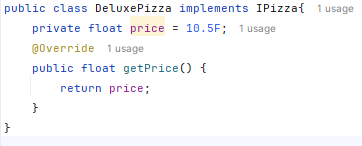 public class DeluxePizza implements IPizza{ 1 usage
private float price = 10.5F; 1 usage
@Override 1 usage
public float getPrice() {
return price;
}
}